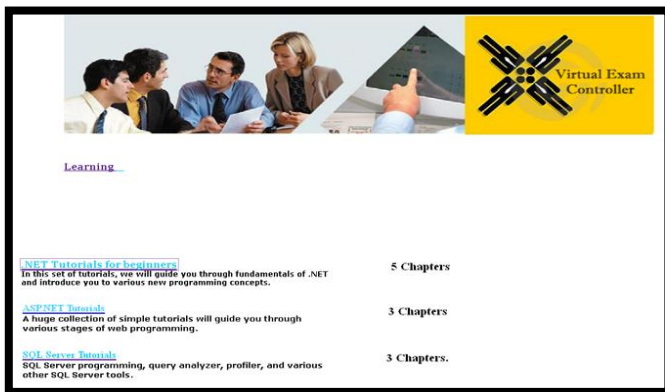 Virtual Exam
Controller
Learning
.NET Tutorials for beginners
5 Chapters
In this set of tutorials, we will guide you through fundamentals of .NET
and introduce you to various new programming concepts.
ASP.NET Tutorials
3 Chapters
A huge collection of simple tutorials will guide you through
various stages of web programming.
SQL Server Tutorials
3 Chapters.
SQL Server programming, query analyzer, profiler, and various
other SQL Server tools.